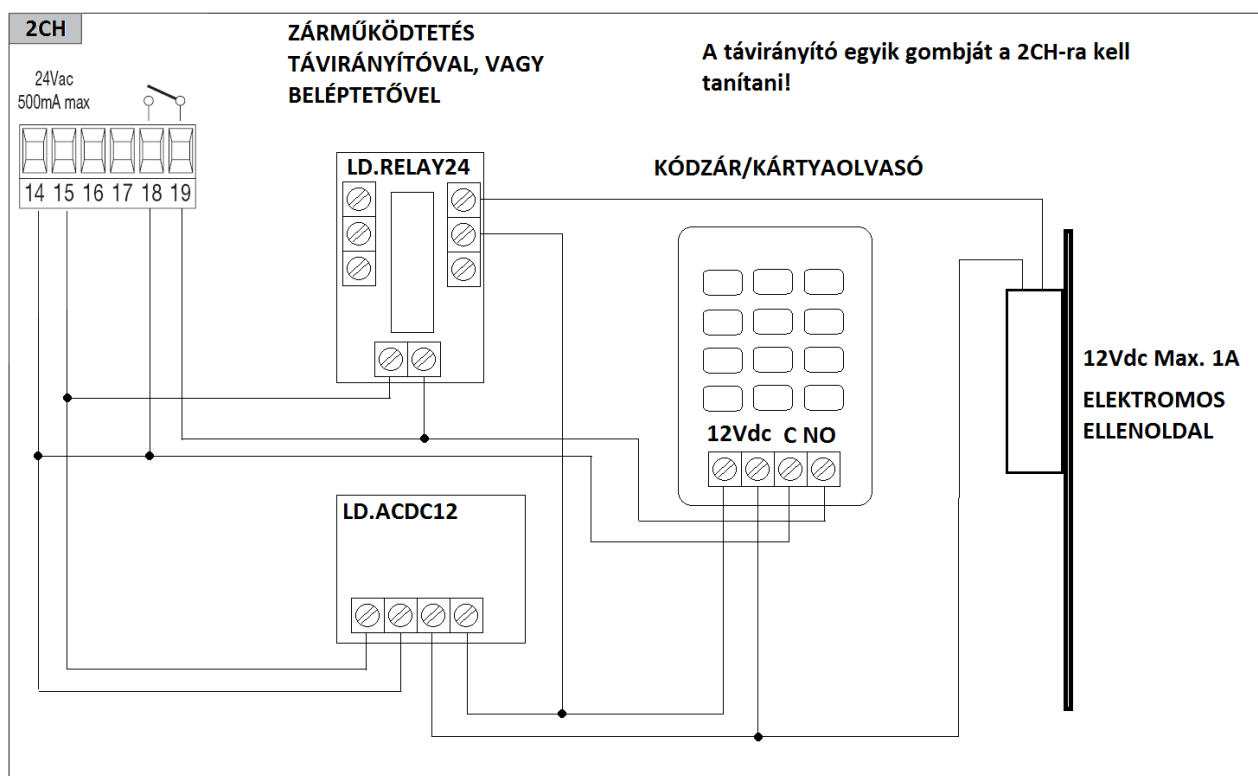 2CH
ZÁRMŰKÖDTETÉS
TÁVIRÁNYÍTÓVAL, VAGY
BELÉPTETŐVEL
A távirányító egyik gombját a 2CH-ra kell
tanítani!
24Vac
500mA max
14 15 16 17 18 19
LD.RELAY24
KÓDZÁR/KÁRTYAOLVASÓ
12Vdc C NO
12Vdc Max. 1A
ELEKTROMOS
ELLENOLDAL
LD.ACDC12